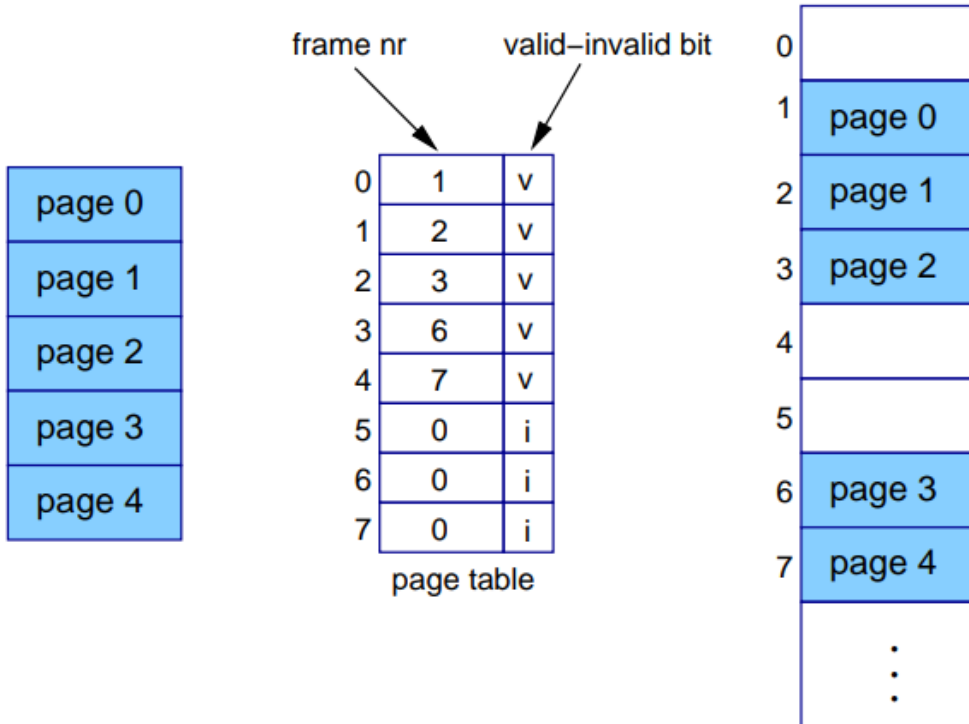 frame nr
valid–invalid bit
page 0
page 1
page 2
page 3
page 4
0 1 v
1 2 v
2 3 v
3 6 v
4 7 v
5 0 i
6 0 i
7 0 i
page table
0
1 page 0
2 page 1
3 page 2
4
5
6 page 3
7 page 4